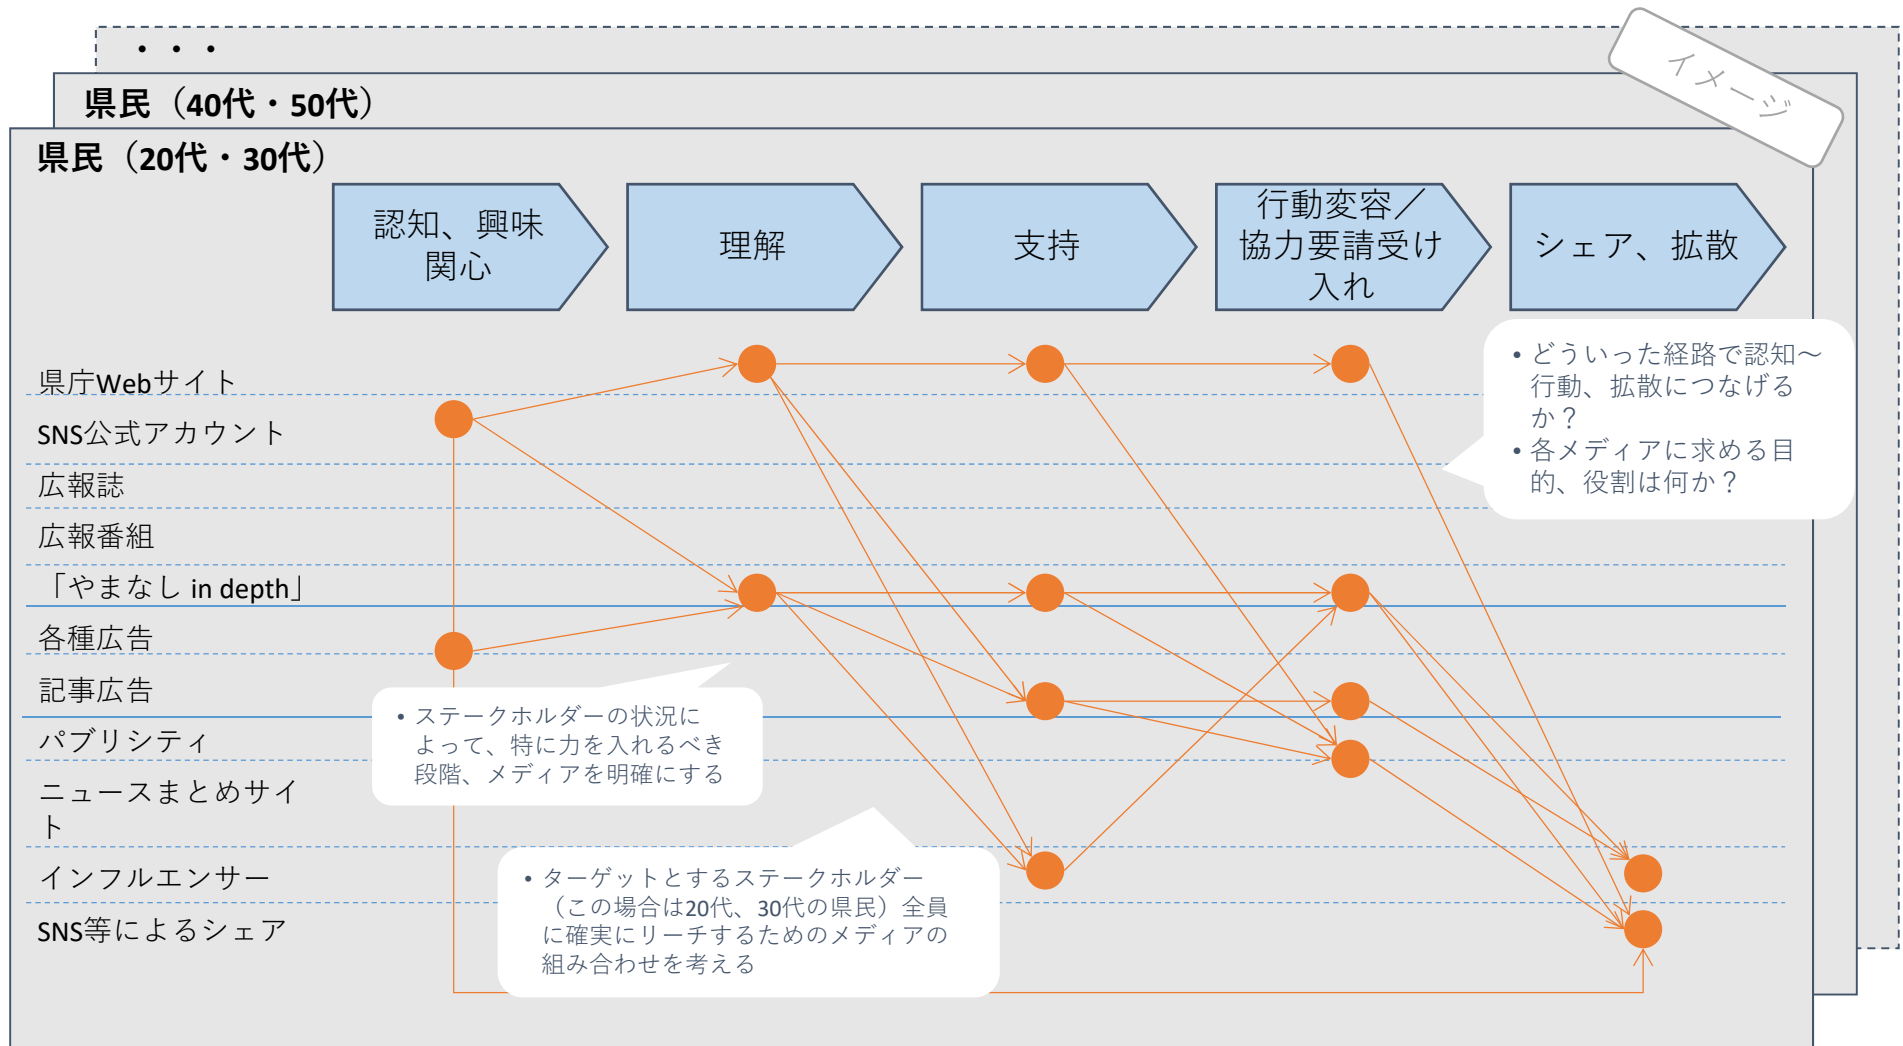 ・・・
イメージ
県民（40代・50代）
県民（20代・30代）
認知、興味
関心
理解
支持
行動変容／
協力要請受け
入れ
シェア、拡散
県庁Webサイト
SNS公式アカウント
広報誌
広報番組
「やまなし in depth」
各種広告
記事広告
パブリシティ
ニュースまとめサイ
ト
インフルエンサー
SNS等によるシェア
• どういった経路で認知～
行動、拡散につなげる
か？
• 各メディアに求める目
的、役割は何か？
• ステークホルダーの状況に
よって、特に力を入れるべき
段階、メディアを明確にする
• ターゲットとするステークホルダー
（この場合は20代、30代の県民）全員
に確実にリーチするためのメディアの
組み合わせを考える